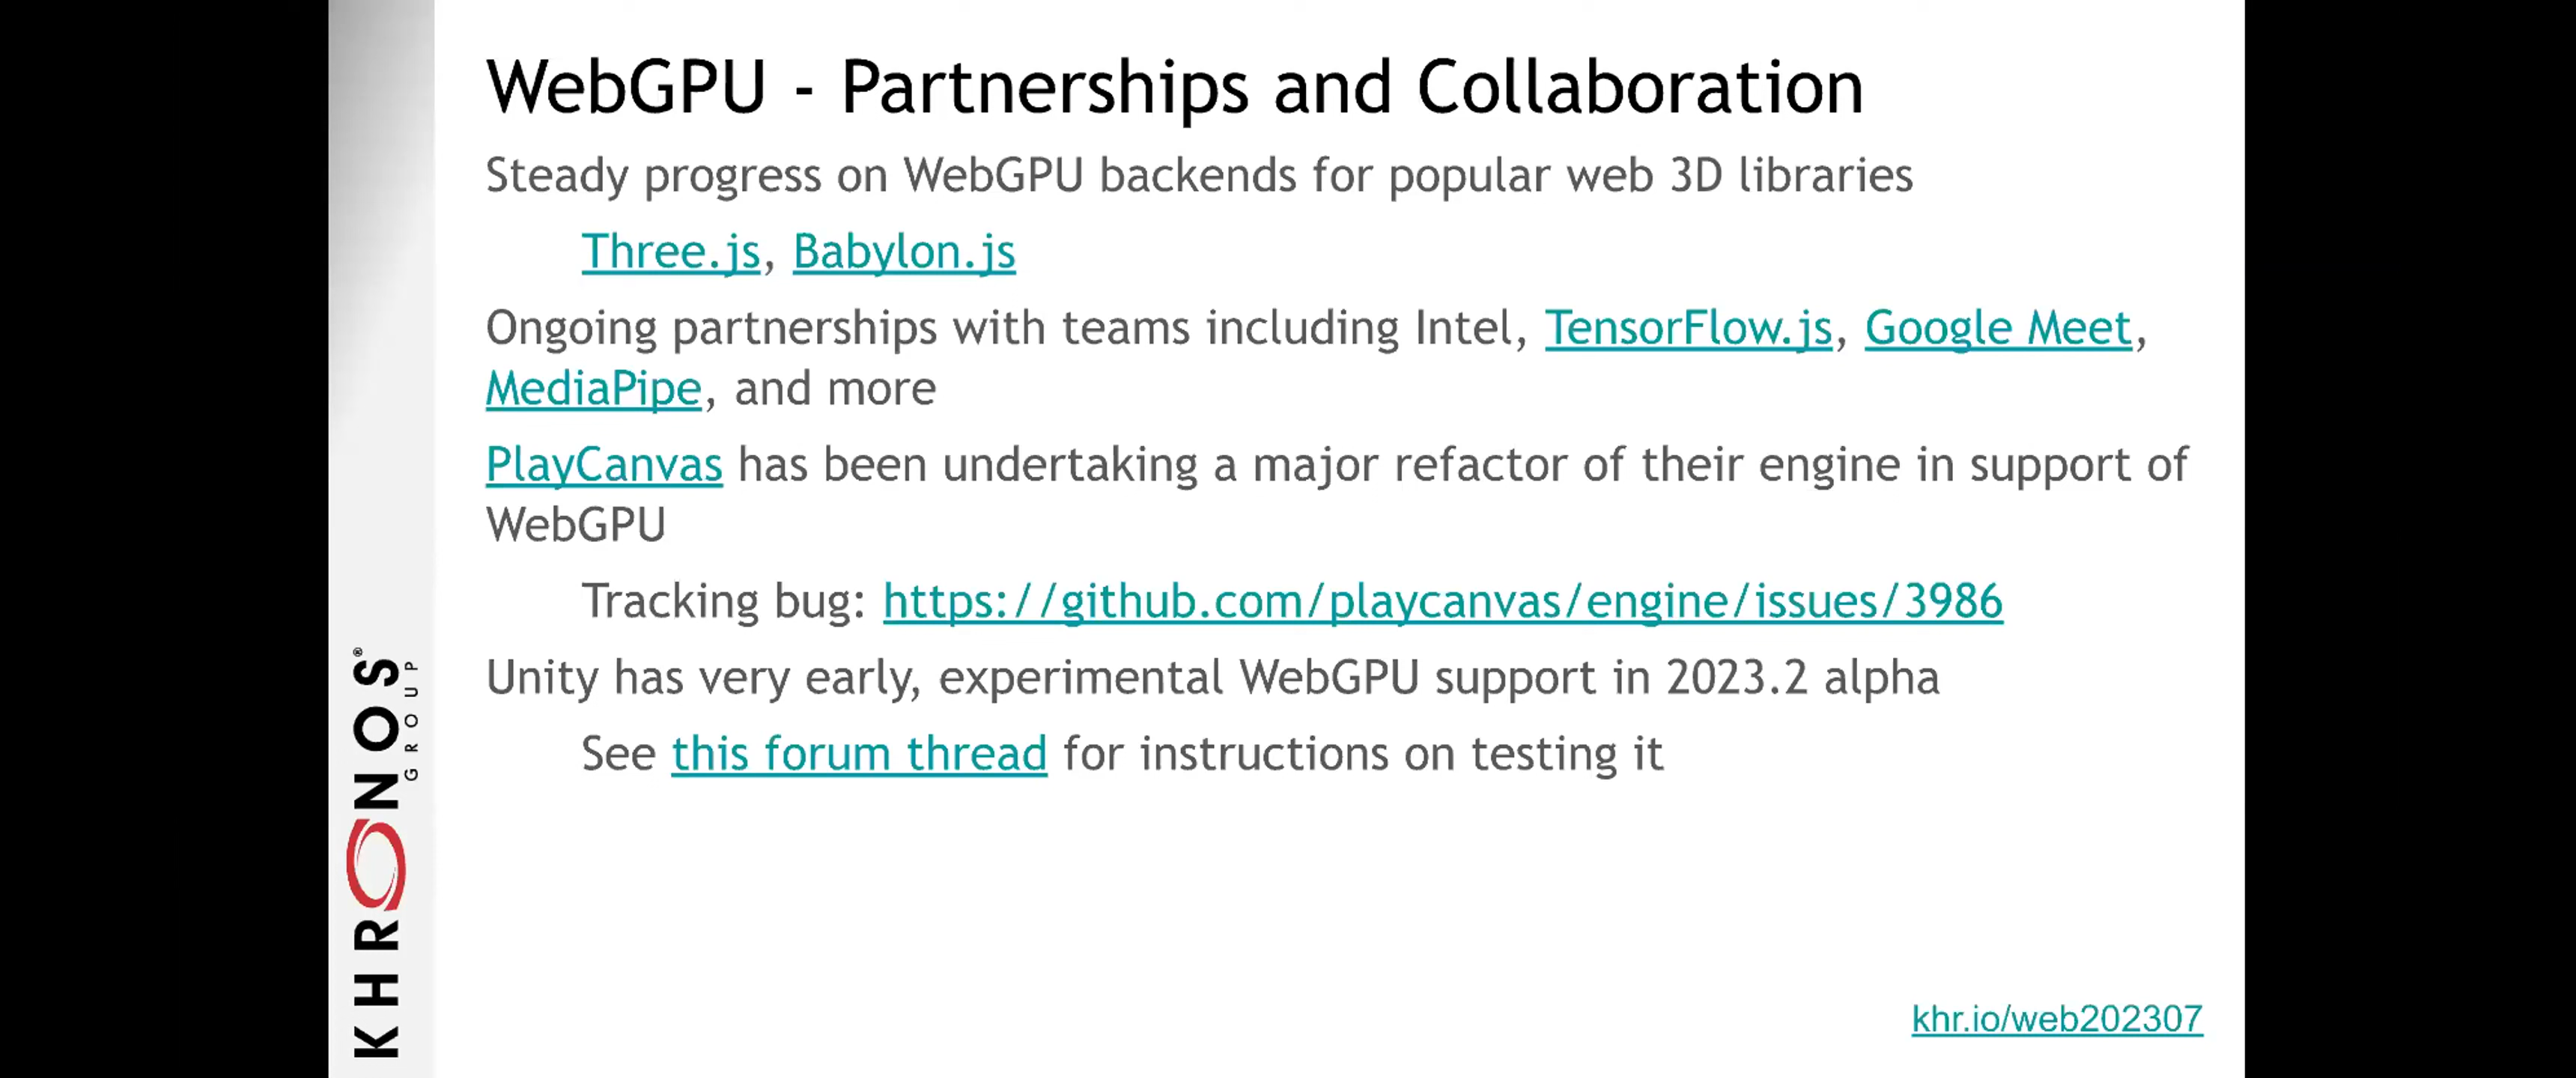 WebGPU - Partnerships and Collaboration
Steady progress on WebGPU backends for popular web 3D libraries
Three.js, Babylon.js
Ongoing partnerships with teams including Intel, TensorFlow.js, Google Meet,
MediaPipe, and more
PlayCanvas has been undertaking a major refactor of their engine in support of
WebGPU
Tracking bug: https://github.com/playcanvas/engine/issues/3986
Unity has very early, experimental WebGPU support in 2023.2 alpha
See this forum thread for instructions on testing it
KHRONOS®
GROUP
khr.io/web202307